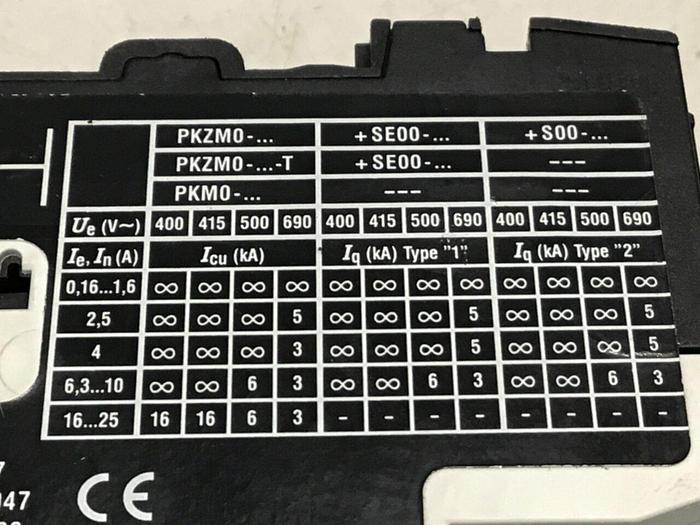 PKZM0-... +SE00-... +S00-...
PKZM0-...-T +SE00-... ---
PKM0-... --- ---
Ue (V~) 400 415 500 690 400 415 500 690 400 415 500 690
Ie, In (A) Icu (kA) Iq (kA) Type "1" Iq (kA) Type "2"
0,16...1,6 ∞ ∞ ∞ ∞ ∞ ∞ ∞ ∞ ∞ ∞ ∞ ∞
2,5 ∞ ∞ ∞ 5 ∞ ∞ ∞ 5 ∞ ∞ ∞ 5
4 ∞ ∞ ∞ 3 ∞ ∞ ∞ 5 ∞ ∞ ∞ 5
6,3...10 ∞ ∞ 6 3 ∞ ∞ 6 3 ∞ ∞ 6 3
16...25 16 16 6 3 - - - - - - - -
947 CE